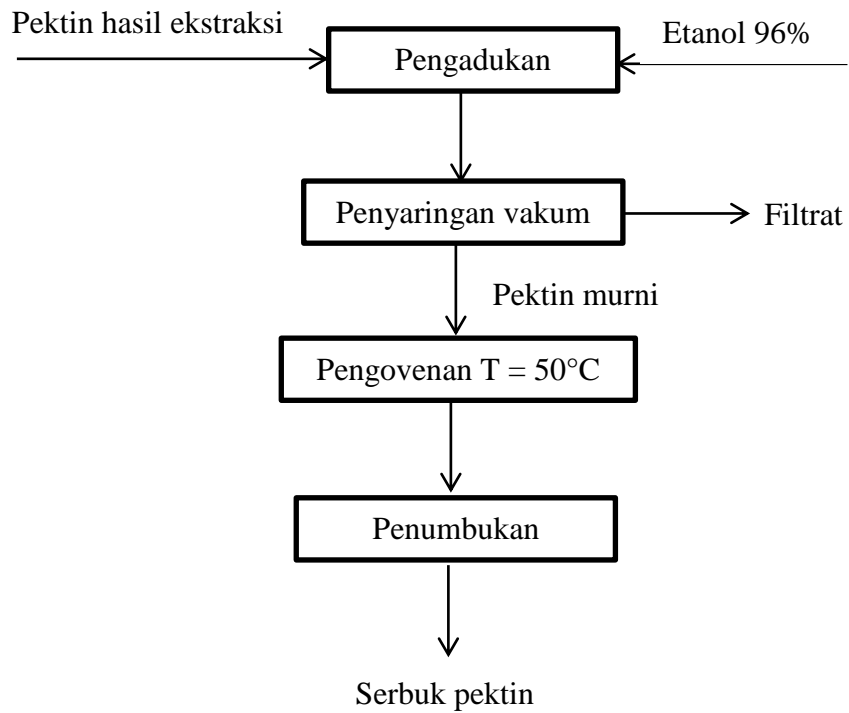 Pektin hasil ekstraksi
Etanol 96%
Pengadukan
Penyaringan vakum
Filtrat
Pektin murni
Pengovenan T = 50°C
Penumbukan
Serbuk pektin